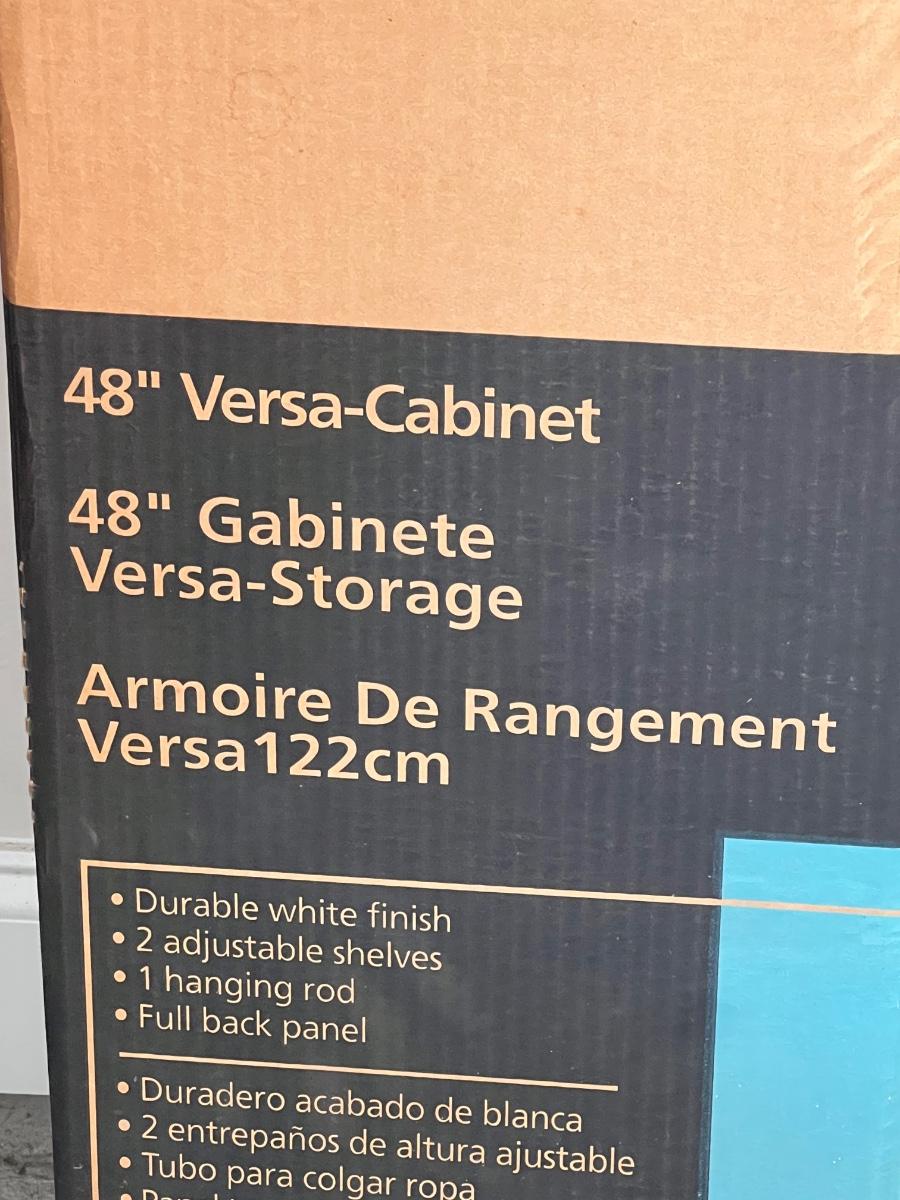 48" Versa-Cabinet
48" Gabinete
Versa-Storage
Armoire De Rangement
Versa122cm
• Durable white finish
• 2 adjustable shelves
• 1 hanging rod
• Full back panel
• Duradero acabado de blanca
• 2 entrepaños de altura ajustable
• Tubo para colgar ropa